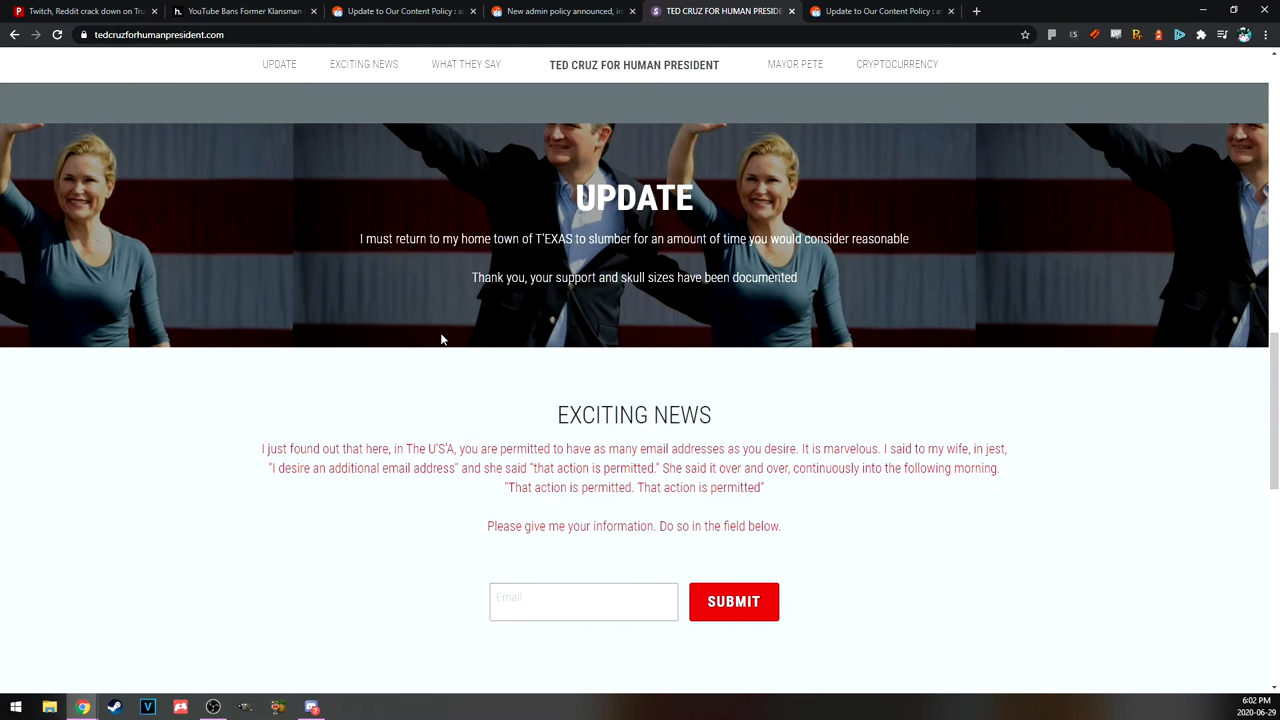 Twitch, Reddit crack down on Tru
YouTube Bans Former Klansman
Update to Our Content Policy : a
New admin policy announced, in
TED CRUZ FOR HUMAN PRESIDE
Update to Our Content Policy : a
tedcruzforhumanpresident.com
UPDATE
EXCITING NEWS
WHAT THEY SAY
TED CRUZ FOR HUMAN PRESIDENT
MAYOR PETE
CRYPTOCURRENCY
UPDATE
I must return to my home town of T'EXAS to slumber for an amount of time you would consider reasonable
Thank you, your support and skull sizes have been documented
EXCITING NEWS
I just found out that here, in The U'S'A, you are permitted to have as many email addresses as you desire. It is marvelous. I said to my wife, in jest,
"I desire an additional email address" and she said "that action is permitted." She said it over and over, continuously into the following morning.
"That action is permitted. That action is permitted"
Please give me your information. Do so in the field below.
Email
SUBMIT
6:02 PM
2020-06-29